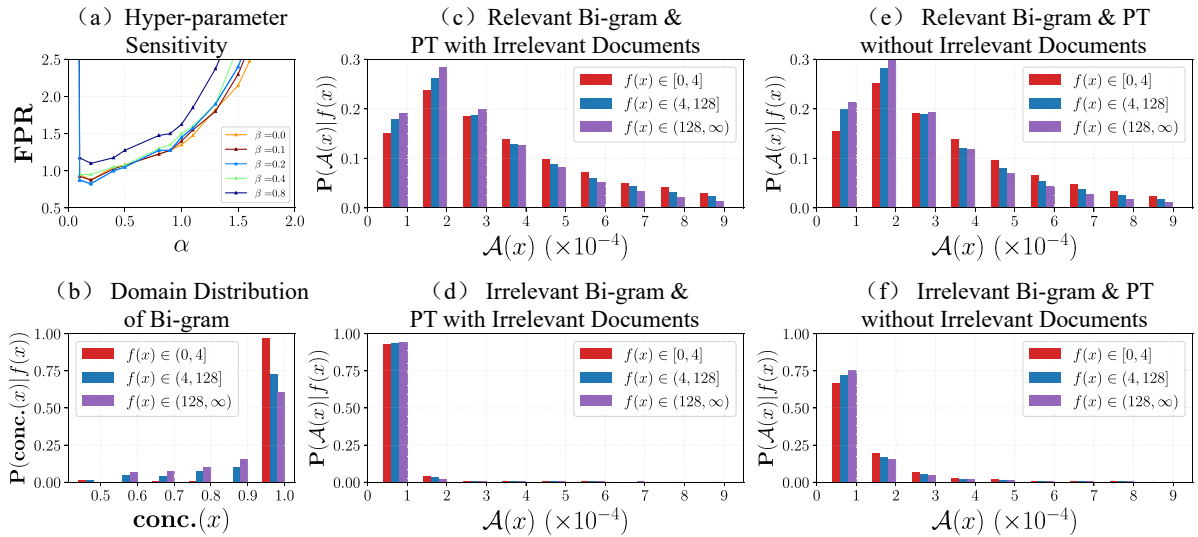 （a） Hyper-parameter
Sensitivity
FPR
2.5
2.0
1.5
1.0
0.5
β=0.0
β=0.1
β=0.2
β=0.4
β=0.8
0.0 0.5 1.0 1.5 2.0
α
（c） Relevant Bi-gram &
PT with Irrelevant Documents
P(A(x)|f(x))
0.3
0.2
0.1
0.0
f(x) ∈ [0, 4]
f(x) ∈ (4, 128]
f(x) ∈ (128, ∞)
0 1 2 3 4 5 6 7 8 9
A(x) (×10⁻⁴)
（e） Relevant Bi-gram & PT
without Irrelevant Documents
P(A(x)|f(x))
0.3
0.2
0.1
0.0
f(x) ∈ [0, 4]
f(x) ∈ (4, 128]
f(x) ∈ (128, ∞)
0 1 2 3 4 5 6 7 8 9
A(x) (×10⁻⁴)
（b） Domain Distribution
of Bi-gram
P(conc.(x)|f(x))
1.00
0.75
0.50
0.25
0.00
f(x) ∈ (0, 4]
f(x) ∈ (4, 128]
f(x) ∈ (128, ∞)
0.5 0.6 0.7 0.8 0.9 1.0
conc.(x)
（d） Irrelevant Bi-gram &
PT with Irrelevant Documents
P(A(x)|f(x))
1.00
0.75
0.50
0.25
0.00
f(x) ∈ [0, 4]
f(x) ∈ (4, 128]
f(x) ∈ (128, ∞)
0 1 2 3 4 5 6 7 8 9
A(x) (×10⁻⁴)
（f） Irrelevant Bi-gram & PT
without Irrelevant Documents
P(A(x)|f(x))
1.00
0.75
0.50
0.25
0.00
f(x) ∈ [0, 4]
f(x) ∈ (4, 128]
f(x) ∈ (128, ∞)
0 1 2 3 4 5 6 7 8 9
A(x) (×10⁻⁴)